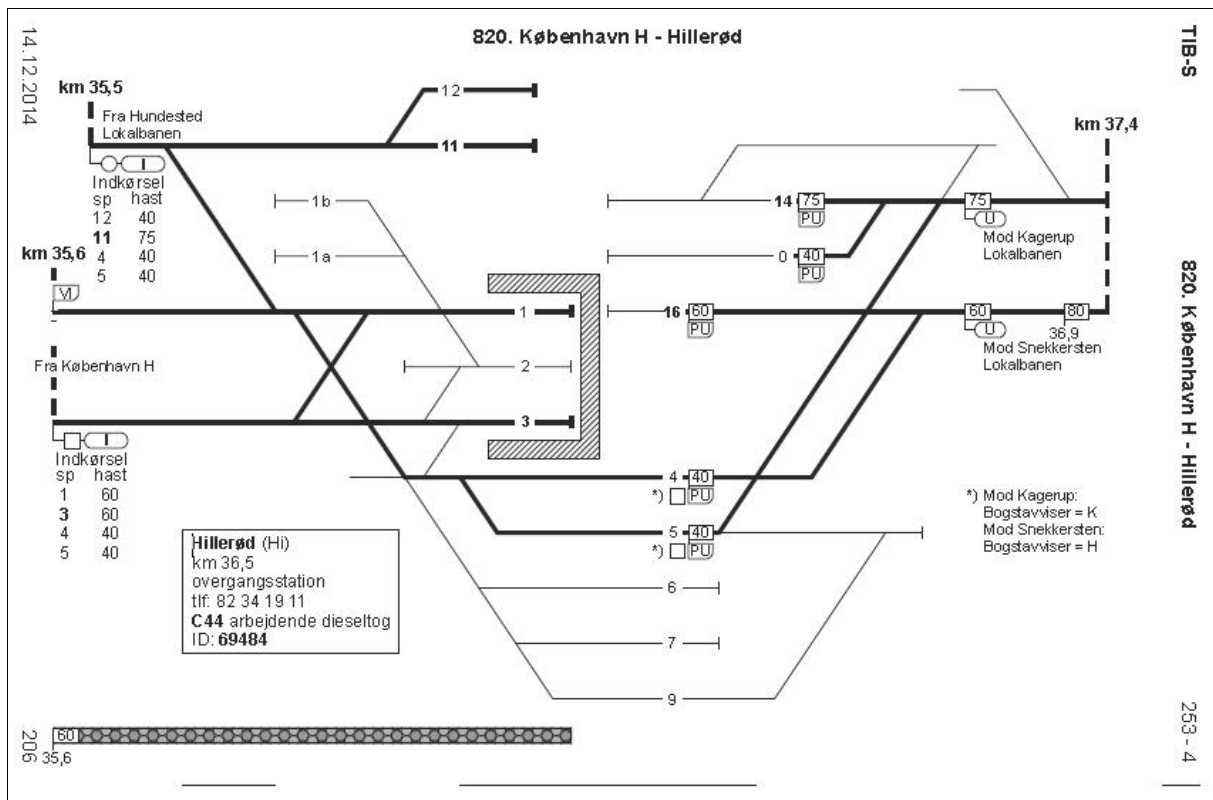 820. København H - Hillerød
14.12.2014
TIB-S
km 35,5
Fra Hundested
Lokalbanen
I
Indkørsel
sp hast
12 40
11 75
4 40
5 40
km 35,6
VI
Fra København H
I
Indkørsel
sp hast
1 60
3 60
4 40
5 40
12
11
1b
1a
1
2
3
km 37,4
14 75
PU
75
U
Mod Kagerup
Lokalbanen
0 40
PU
16 60
PU
60
U
80
36,9
Mod Snekkersten
Lokalbanen
4 40
*) PU
5 40
*) PU
6
7
9
*) Mod Kagerup:
Bogstavviser = K
Mod Snekkersten:
Bogstavviser = H
Hillerød (Hi)
km 36,5
overgangsstation
tlf: 82 34 19 11
C44 arbejdende dieseltog
ID: 69484
60
35,6
206
820. København H - Hillerød
253 - 4